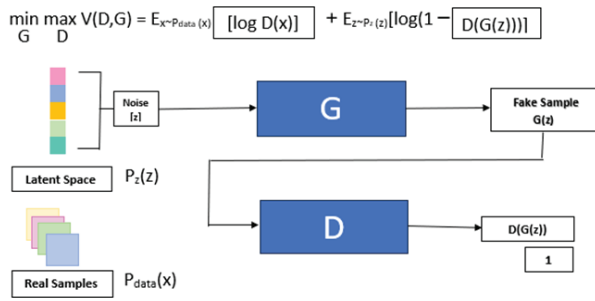 min max V(D,G) = Ex~Pdata(x) [log D(x)] + Ez~Pz(z)[log(1 − D(G(z)))]
G D
Noise
[z]
G
Fake Sample
G(z)
Latent Space Pz(z)
D
D(G(z))
1
Real Samples Pdata(x)